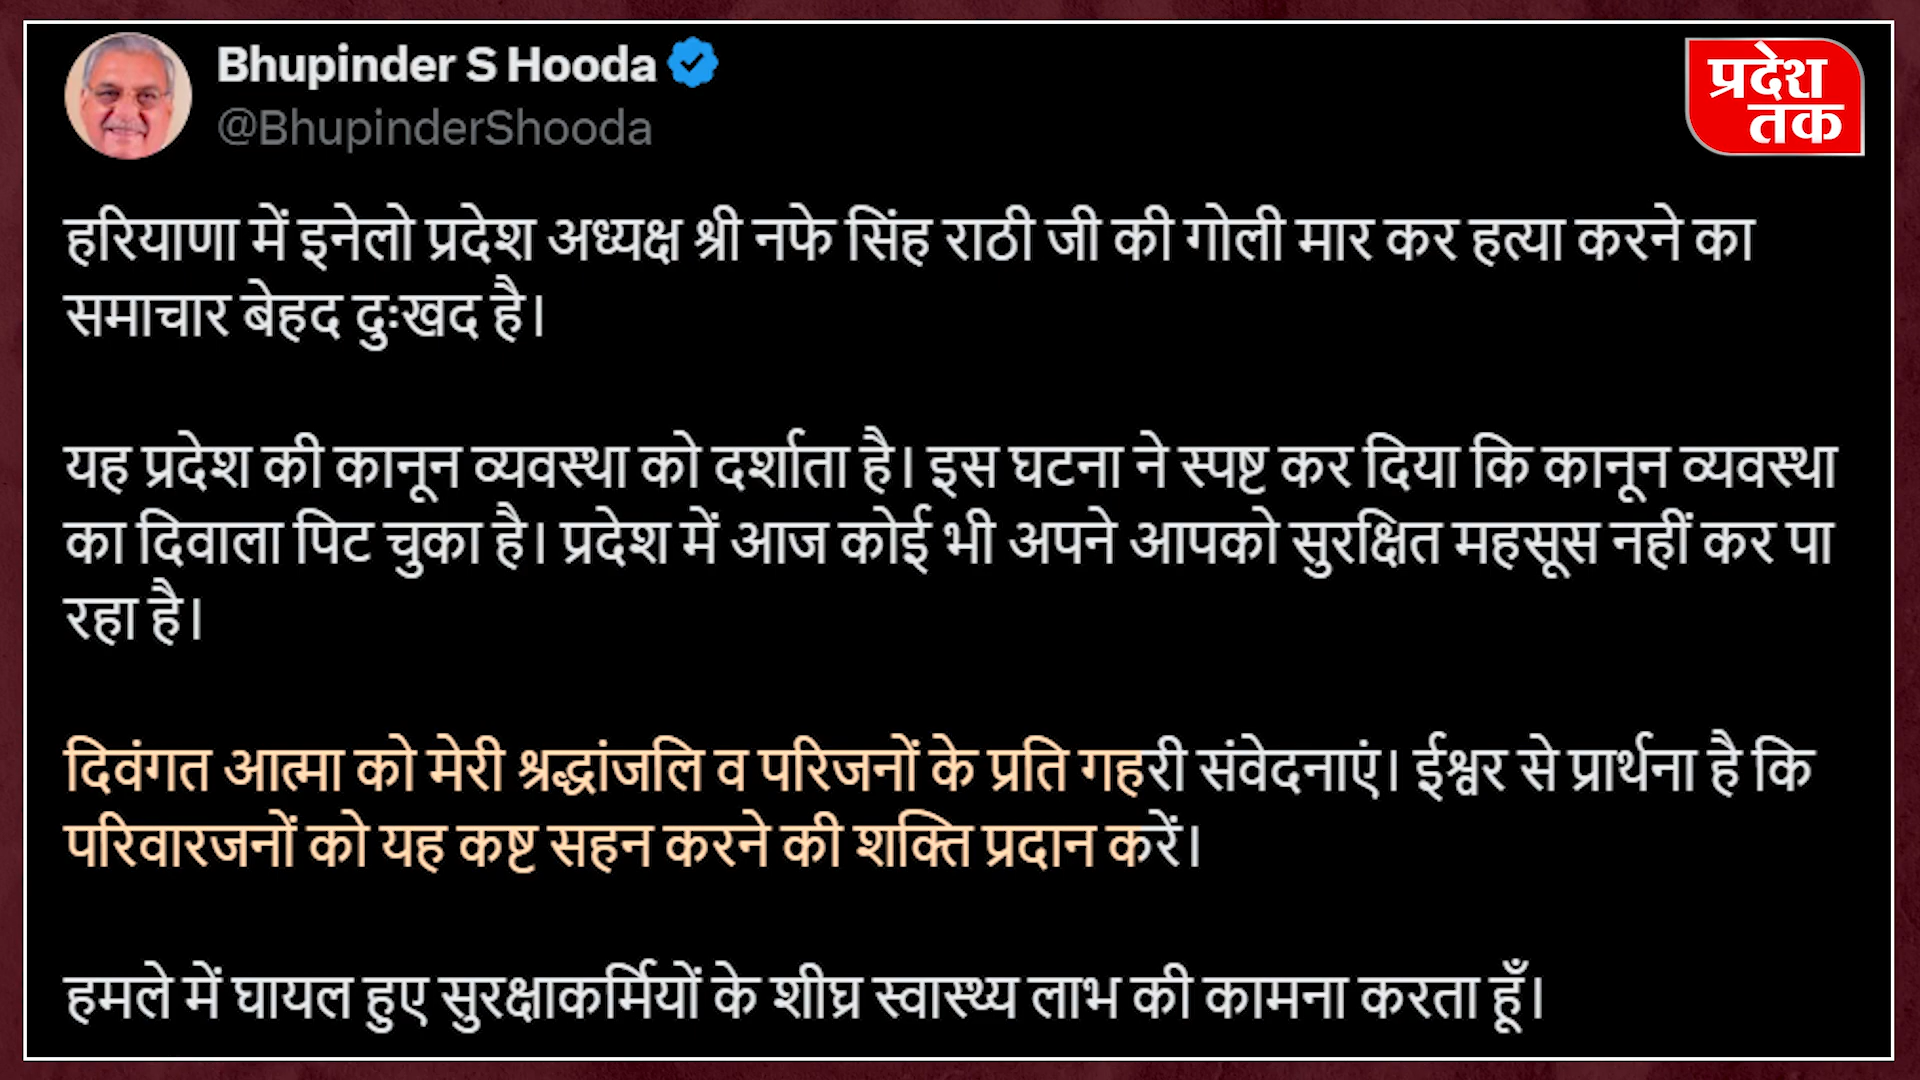 Bhupinder S Hooda
@BhupinderShooda
प्रदेश
तक
हरियाणा में इनेलो प्रदेश अध्यक्ष श्री नफे सिंह राठी जी की गोली मार कर हत्या करने का
समाचार बेहद दुःखद है।
यह प्रदेश की कानून व्यवस्था को दर्शाता है। इस घटना ने स्पष्ट कर दिया कि कानून व्यवस्था
का दिवाला पिट चुका है। प्रदेश में आज कोई भी अपने आपको सुरक्षित महसूस नहीं कर पा
रहा है।
दिवंगत आत्मा को मेरी श्रद्धांजलि व परिजनों के प्रति गहरी संवेदनाएं। ईश्वर से प्रार्थना है कि
परिवारजनों को यह कष्ट सहन करने की शक्ति प्रदान करें।
हमले में घायल हुए सुरक्षाकर्मियों के शीघ्र स्वास्थ्य लाभ की कामना करता हूँ।